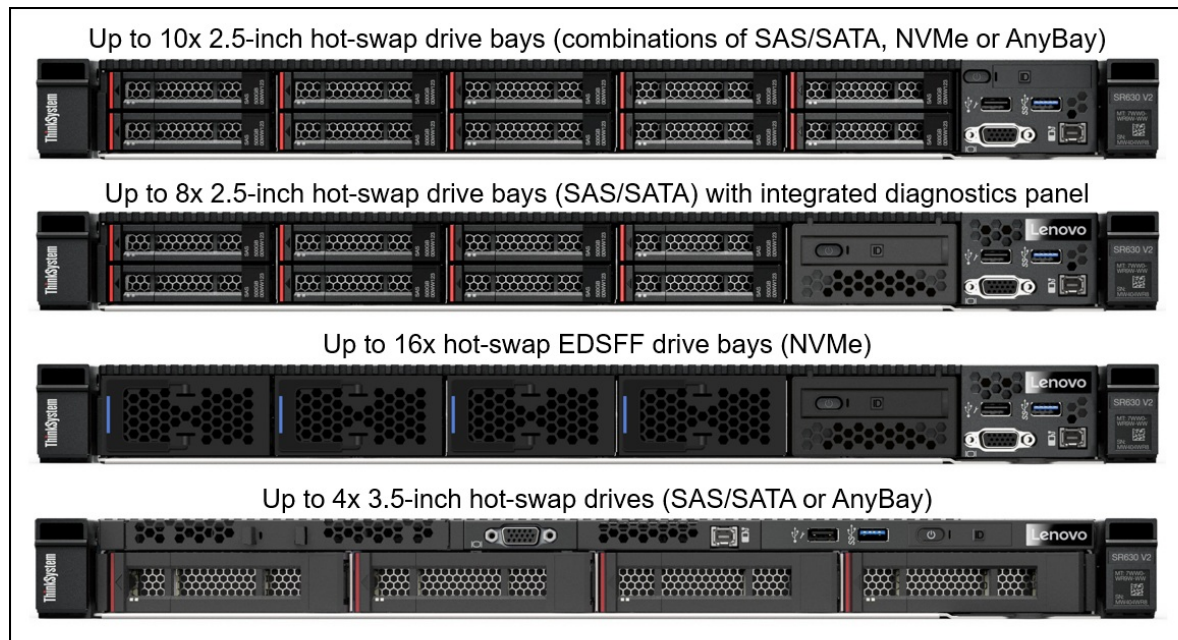 Up to 10x 2.5-inch hot-swap drive bays (combinations of SAS/SATA, NVMe or AnyBay)
ThinkSystem
SR630 V2
Up to 8x 2.5-inch hot-swap drive bays (SAS/SATA) with integrated diagnostics panel
ThinkSystem
Lenovo
SR630 V2
Up to 16x hot-swap EDSFF drive bays (NVMe)
ThinkSystem
Lenovo
SR630 V2
Up to 4x 3.5-inch hot-swap drives (SAS/SATA or AnyBay)
ThinkSystem
Lenovo
SR630 V2